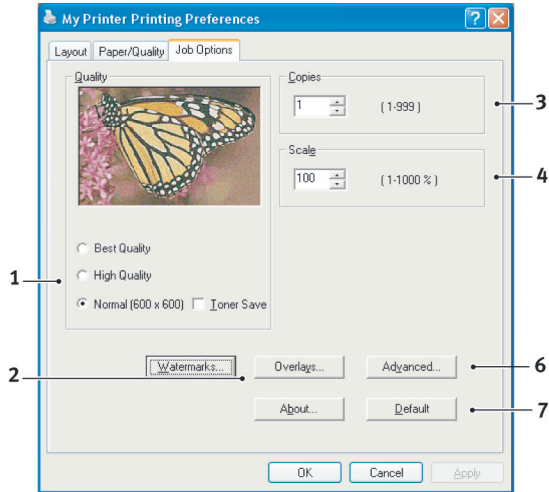 My Printer Printing Preferences
Layout Paper/Quality Job Options
Quality
Copies
1 (1-999)
3
Scale
100 (1-1000 %)
4
Best Quality
1
High Quality
Normal (600 x 600) Toner Save
Watermarks... Overlays... Advanced...
6
2
About... Default
7
OK Cancel Apply